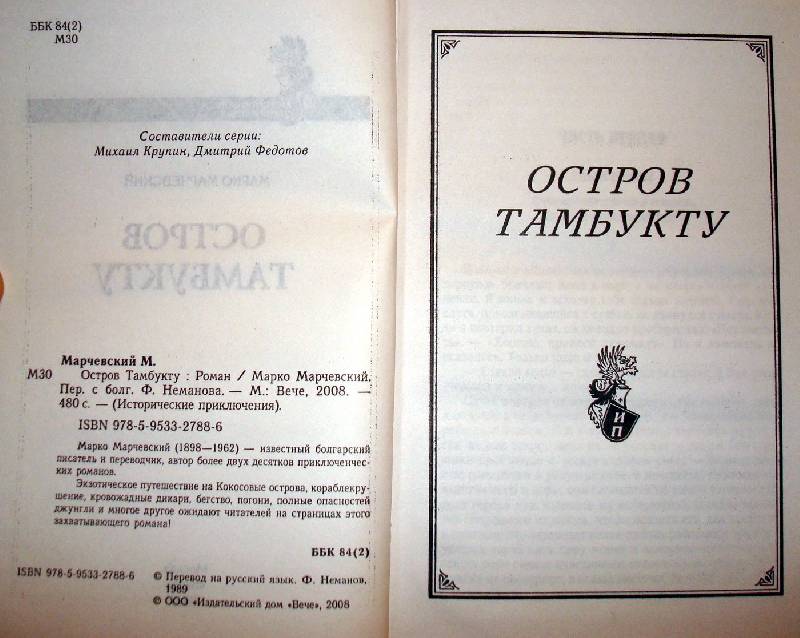 ББК 84(2)
М30
Составители серии:
Михаил Крупин, Дмитрий Федотов
Марчевский М.
М30 Остров Тамбукту : Роман / Марко Марчевский,
Пер. с болг. Ф. Неманова. — М.: Вече, 2008. —
480 с. — (Исторические приключения).
ISBN 978-5-9533-2788-6
Марко Марчевский (1898—1962) — известный болгарский
писатель и переводчик, автор более двух десятков приключенчес-
ких романов.
Экзотическое путешествие на Кокосовые острова, кораблекру-
шение, кровожадные дикари, бегство, погони, полные опасностей
джунгли и многое другое ожидают читателей на страницах этого
захватывающего романа!
ББК 84(2)
ISBN 978-5-9533-2788-6
© Перевод на русский язык. Ф. Неманов,
1989
© ООО «Издательский дом «Вече», 2008
ОСТРОВ
ТАМБУКТУ
И
П